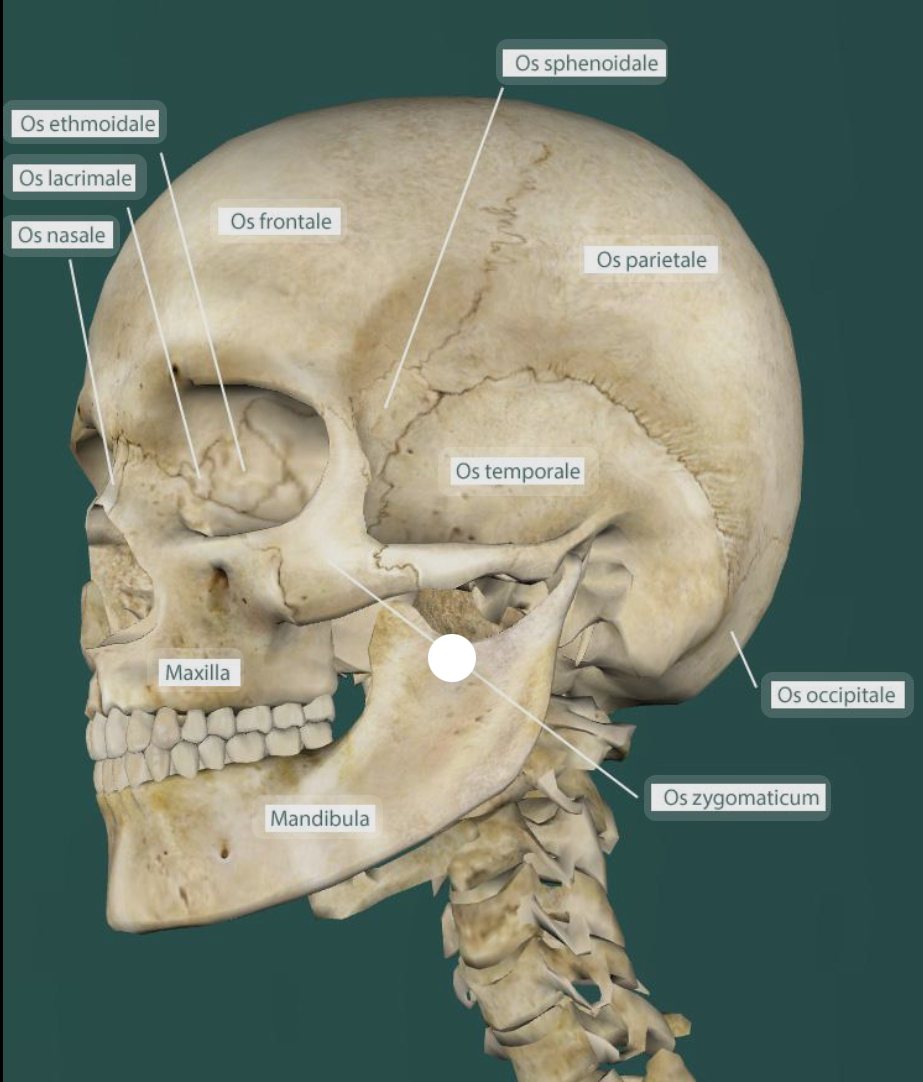 Os sphenoidale
Os ethmoidale
Os lacrimale
Os nasale
Os frontale
Os parietale
Os temporale
Maxilla
Os occipitale
Os zygomaticum
Mandibula